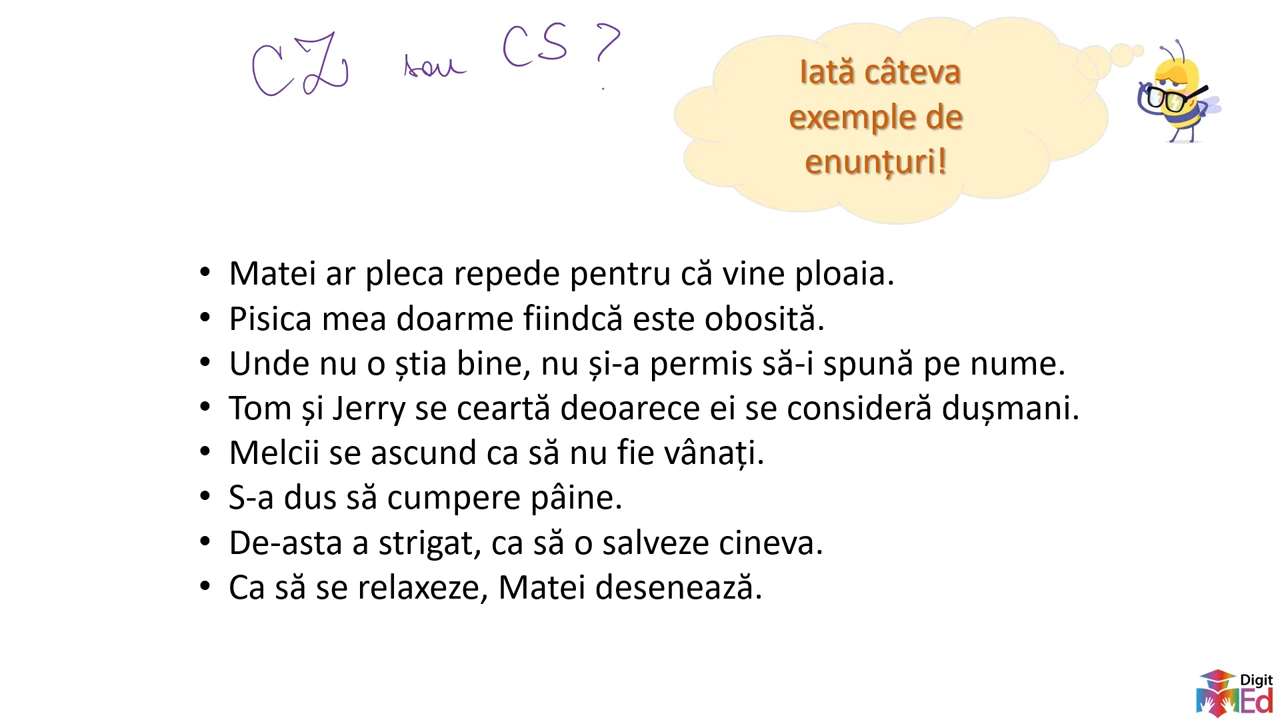 CZ sau CS ?
Iată câteva
exemple de
enunțuri!
• Matei ar pleca repede pentru că vine ploaia.
• Pisica mea doarme fiindcă este obosită.
• Unde nu o știa bine, nu și-a permis să-i spună pe nume.
• Tom și Jerry se ceartă deoarece ei se consideră dușmani.
• Melcii se ascund ca să nu fie vânați.
• S-a dus să cumpere pâine.
• De-asta a strigat, ca să o salveze cineva.
• Ca să se relaxeze, Matei desenează.
Digit
Ed